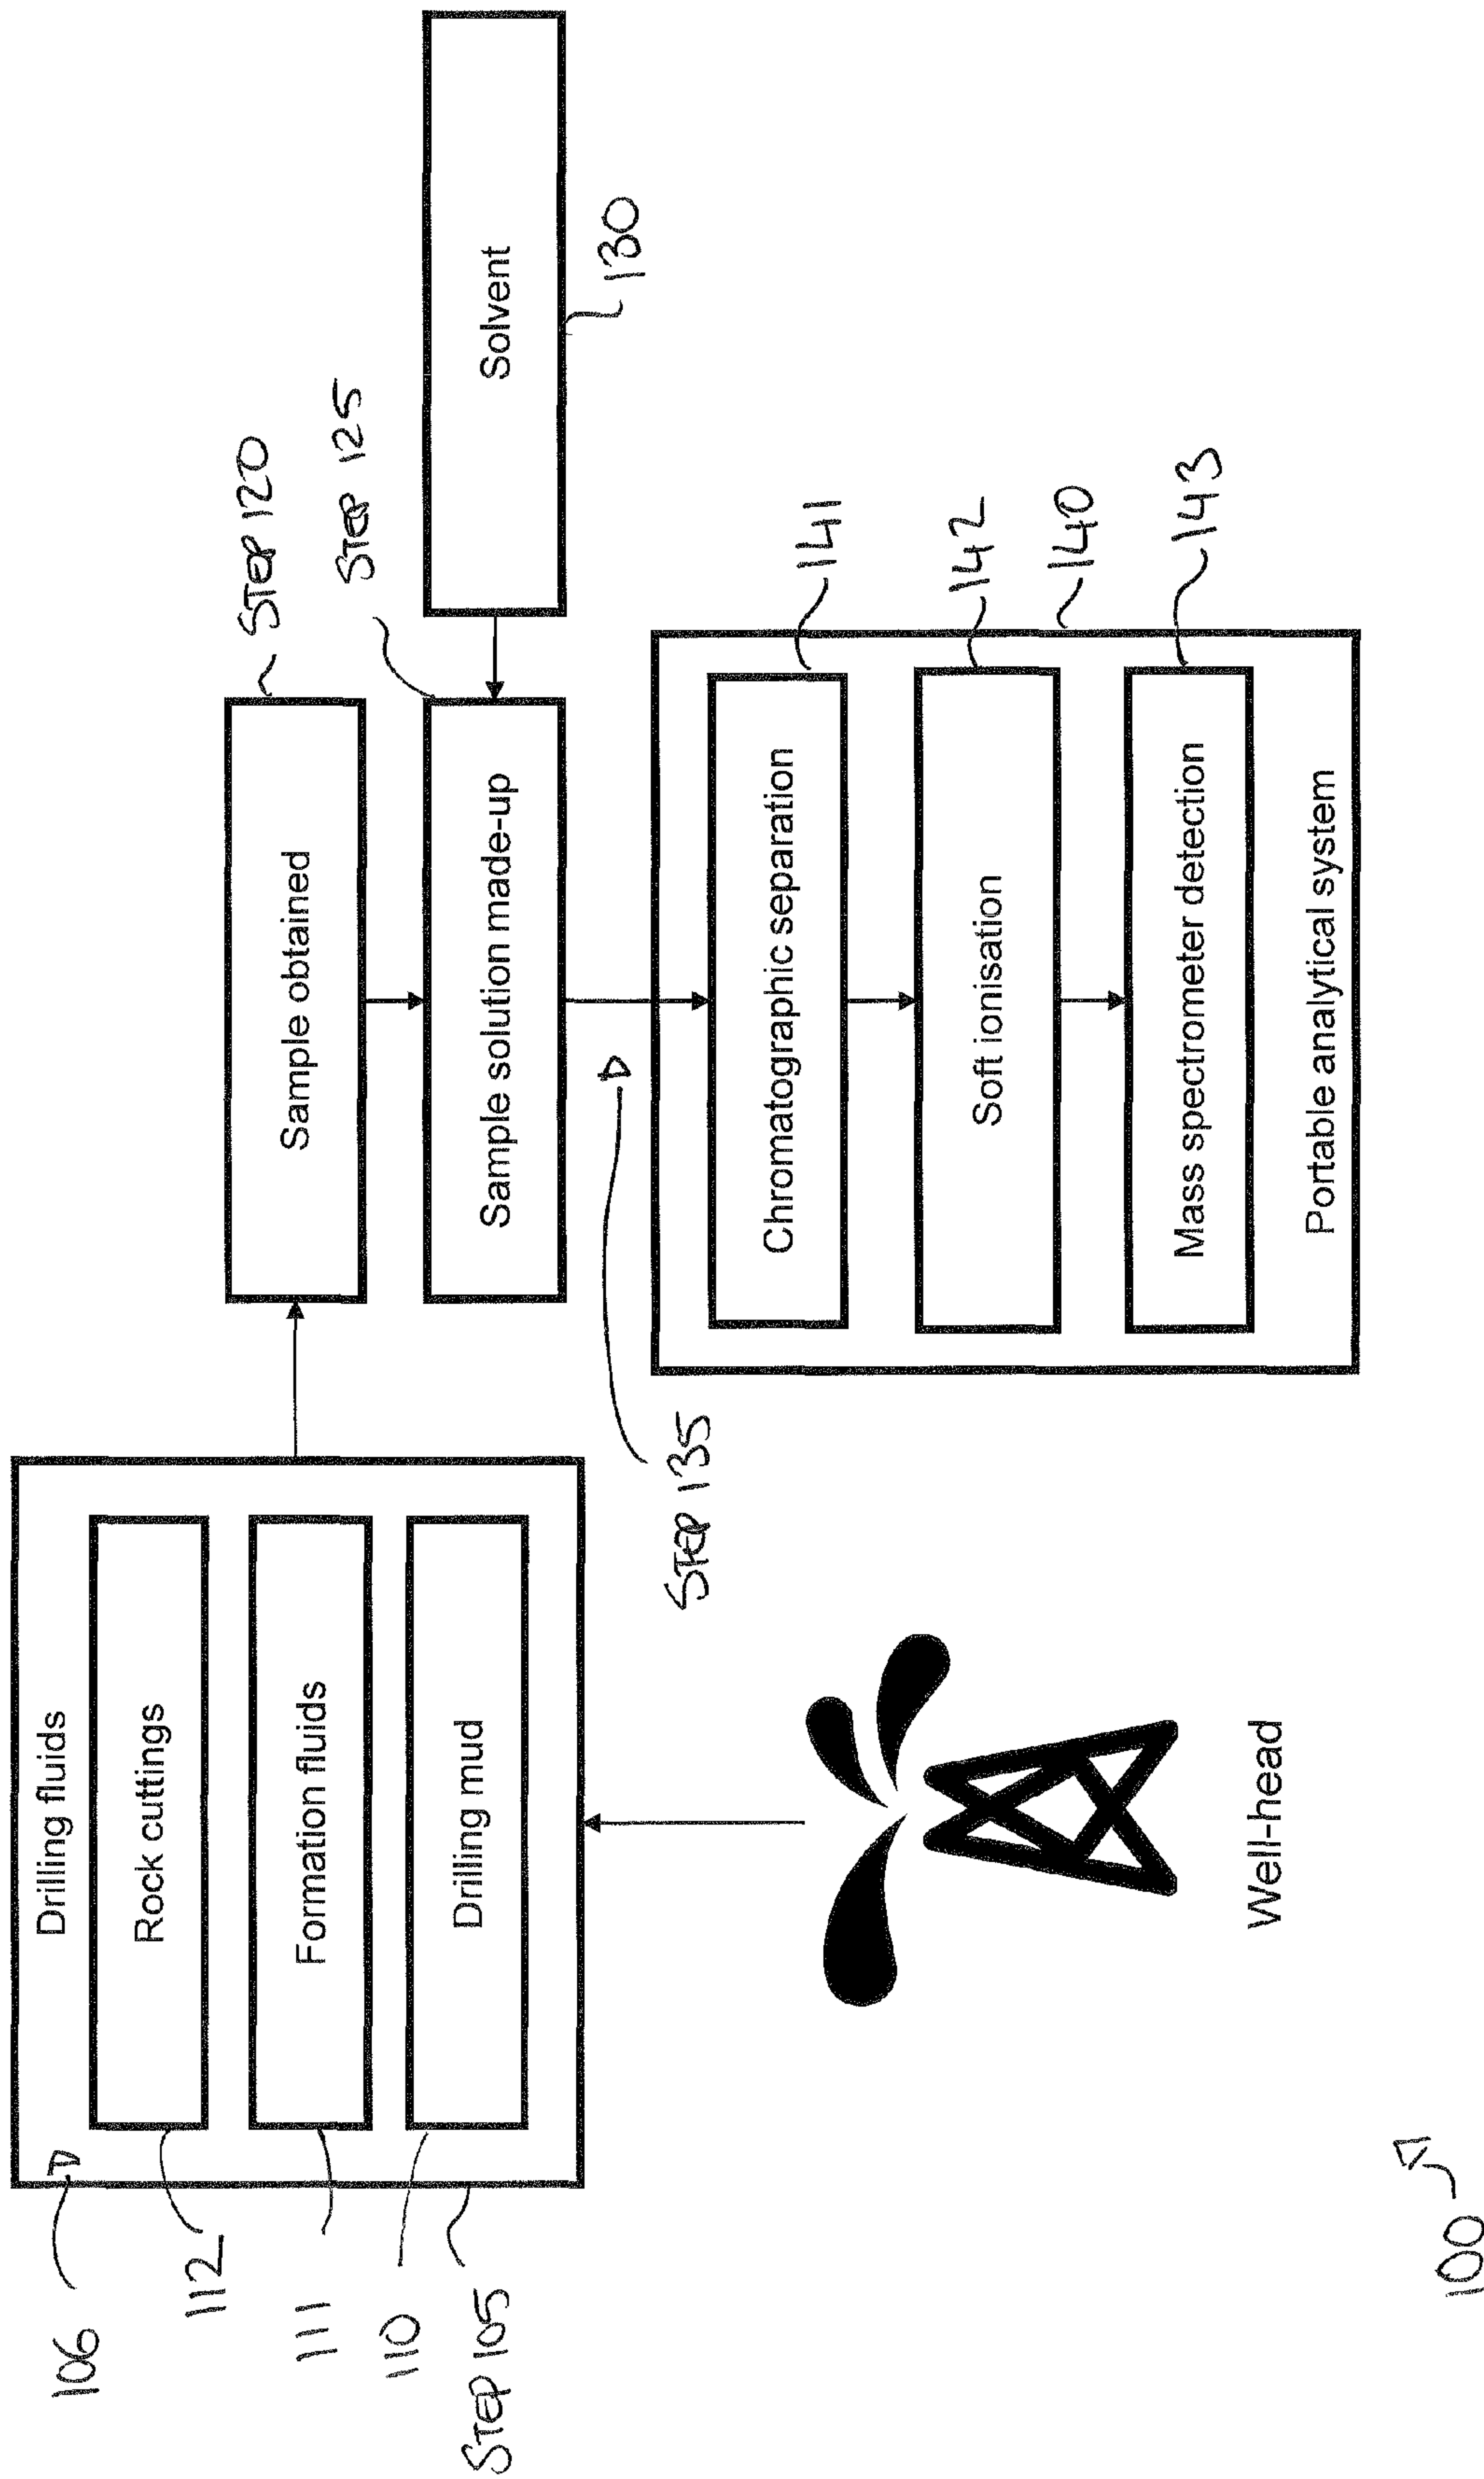 106
Drilling fluids
112
Rock cuttings
111
Formation fluids
110
Drilling mud
STEP 105
Well-head
100
Sample obtained
STEP 120
Sample solution made-up
STEP 125
Solvent
130
STEP 135
Chromatographic separation
141
Soft ionisation
142
140
Mass spectrometer detection
143
Portable analytical system